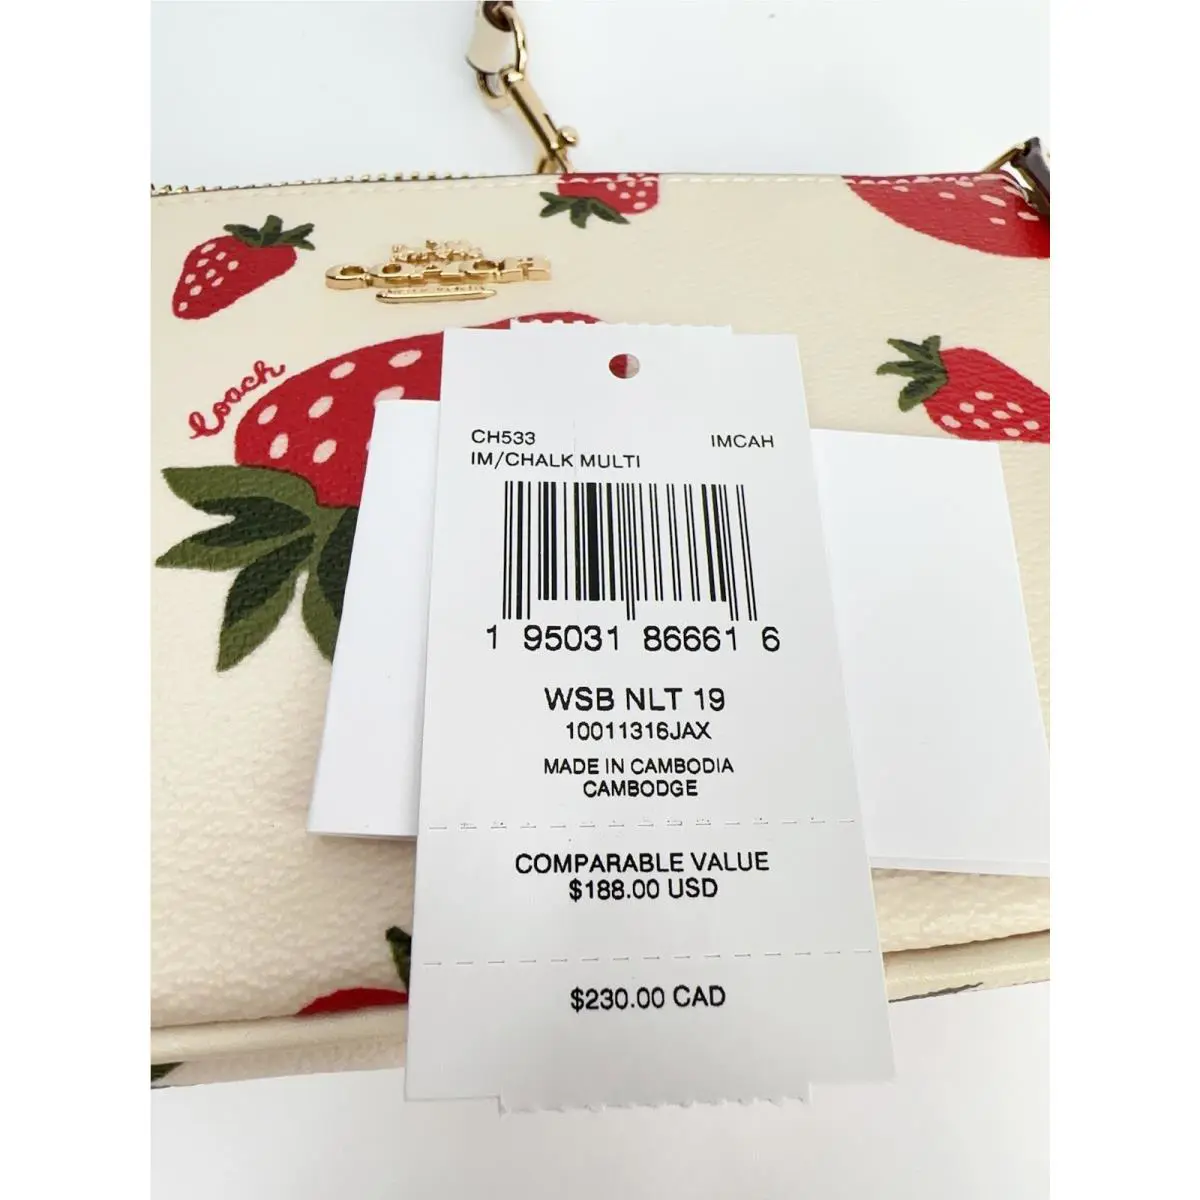 COACH
Coach
CH533 IMCAH
IM/CHALK MULTI
1 95031 86661 6
WSB NLT 19
10011316JAX
MADE IN CAMBODIA
CAMBODGE
COMPARABLE VALUE
$188.00 USD
$230.00 CAD